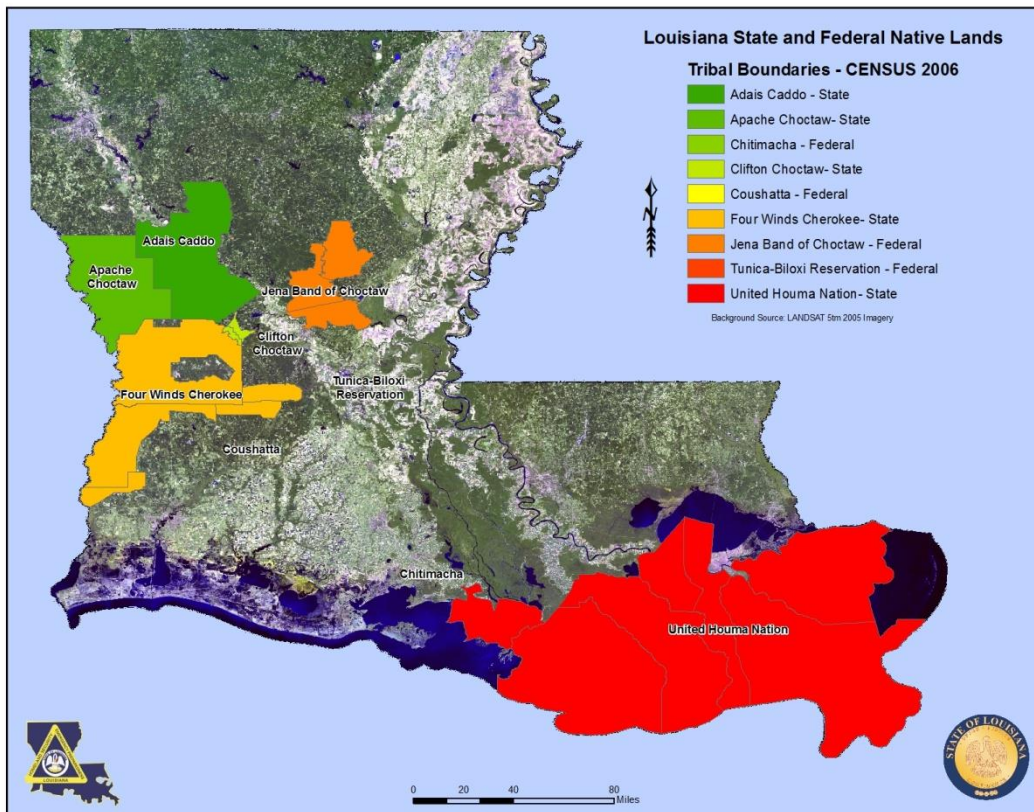 Louisiana State and Federal Native Lands
Tribal Boundaries - CENSUS 2006
Adais Caddo - State
Apache Choctaw- State
Chitimacha - Federal
Clifton Choctaw- State
Coushatta - Federal
Four Winds Cherokee- State
Jena Band of Choctaw - Federal
Tunica-Biloxi Reservation - Federal
United Houma Nation- State
Background Source: LANDSAT 5tm 2005 Imagery
N
Adais Caddo
Apache
Choctaw
Jena Band of Choctaw
Clifton
Choctaw
Tunica-Biloxi
Reservation
Four Winds Cherokee
Coushatta
Chitimacha
United Houma Nation
LOUISIANA
0 20 40 80
Miles
STATE OF LOUISIANA